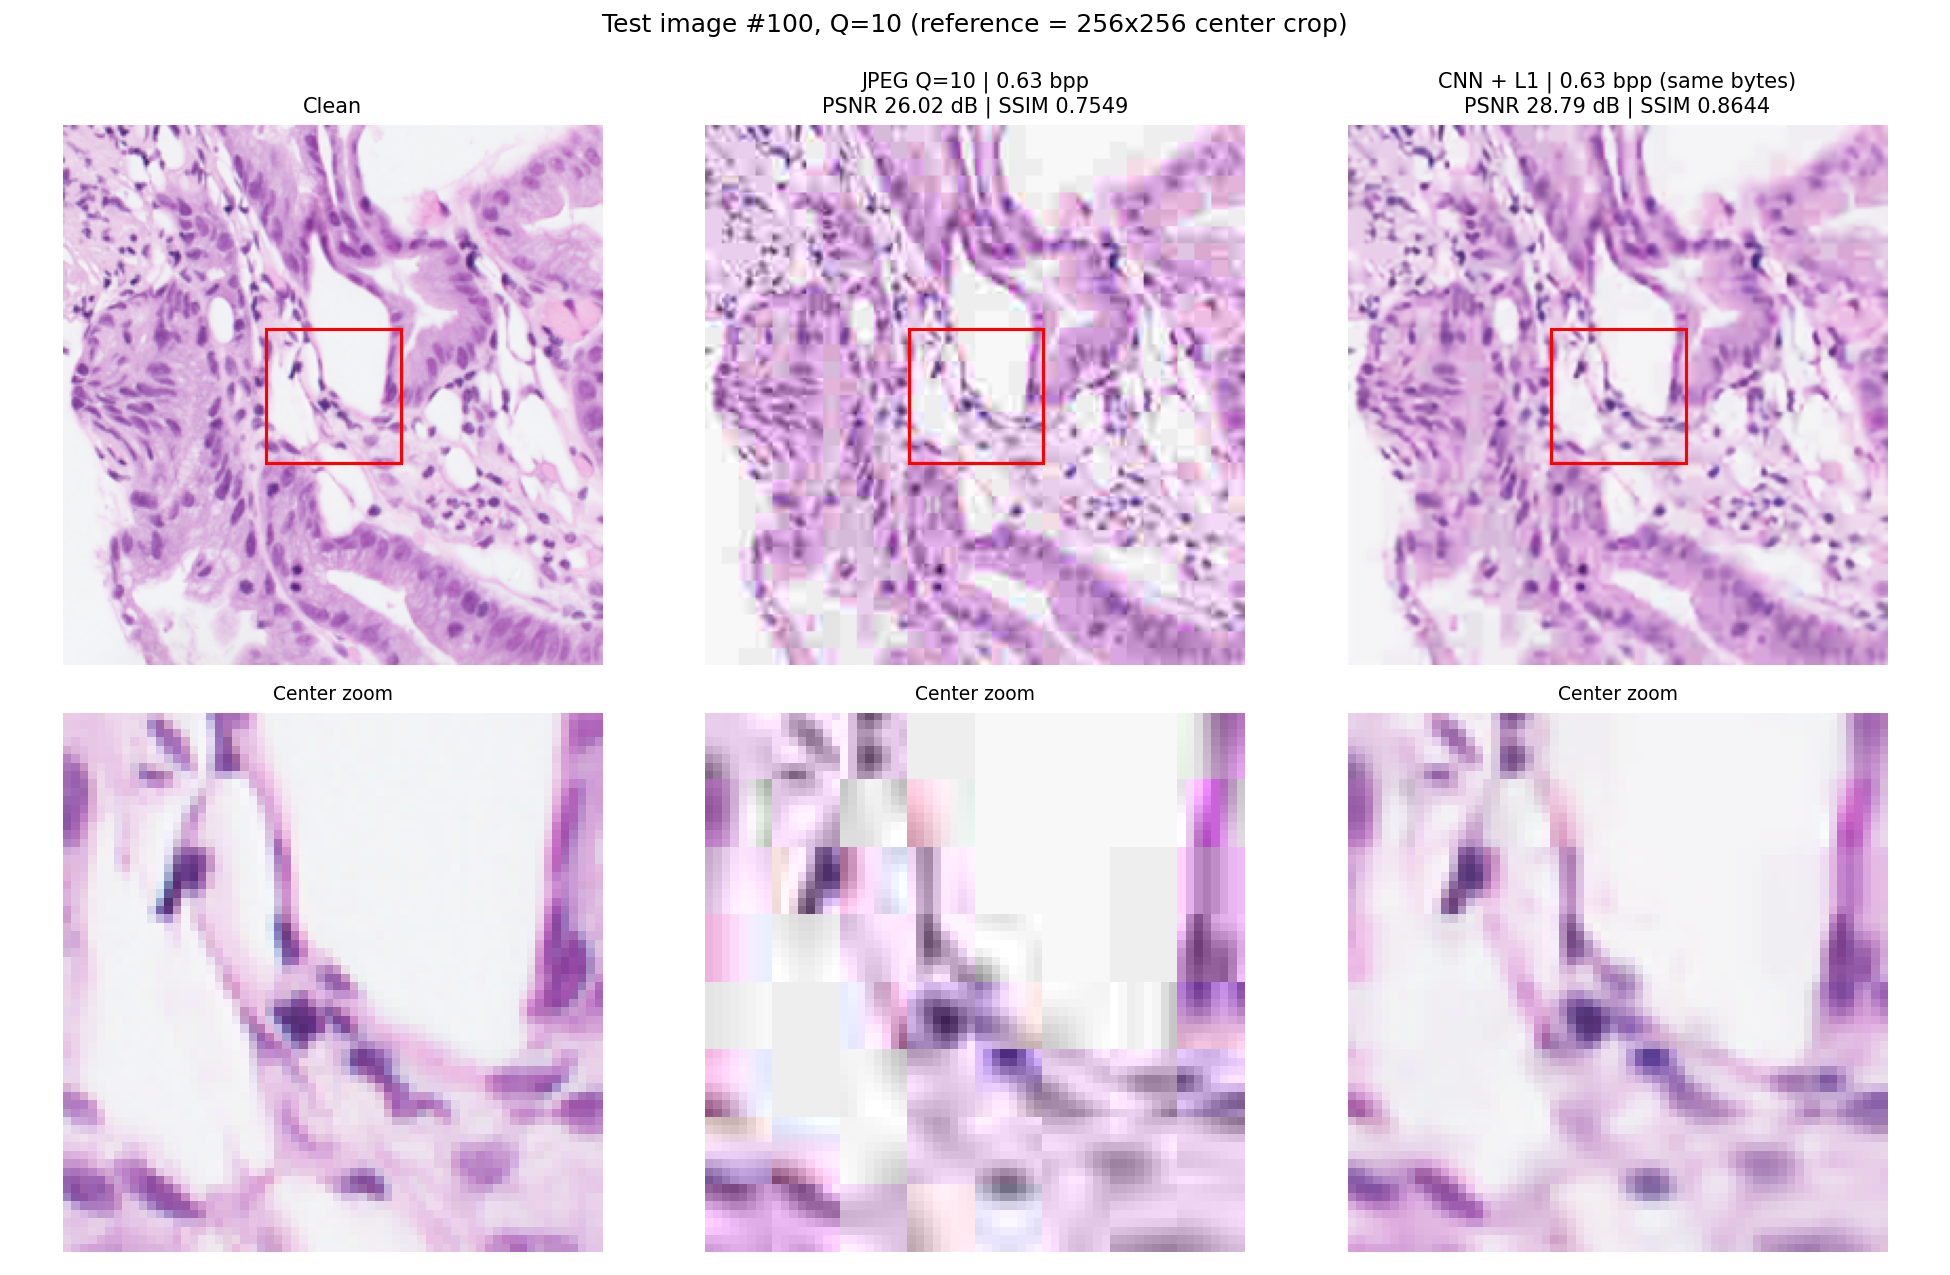 Test image #100, Q=10 (reference = 256x256 center crop)
Clean
JPEG Q=10 | 0.63 bpp
PSNR 26.02 dB | SSIM 0.7549
CNN + L1 | 0.63 bpp (same bytes)
PSNR 28.79 dB | SSIM 0.8644
Center zoom
Center zoom
Center zoom